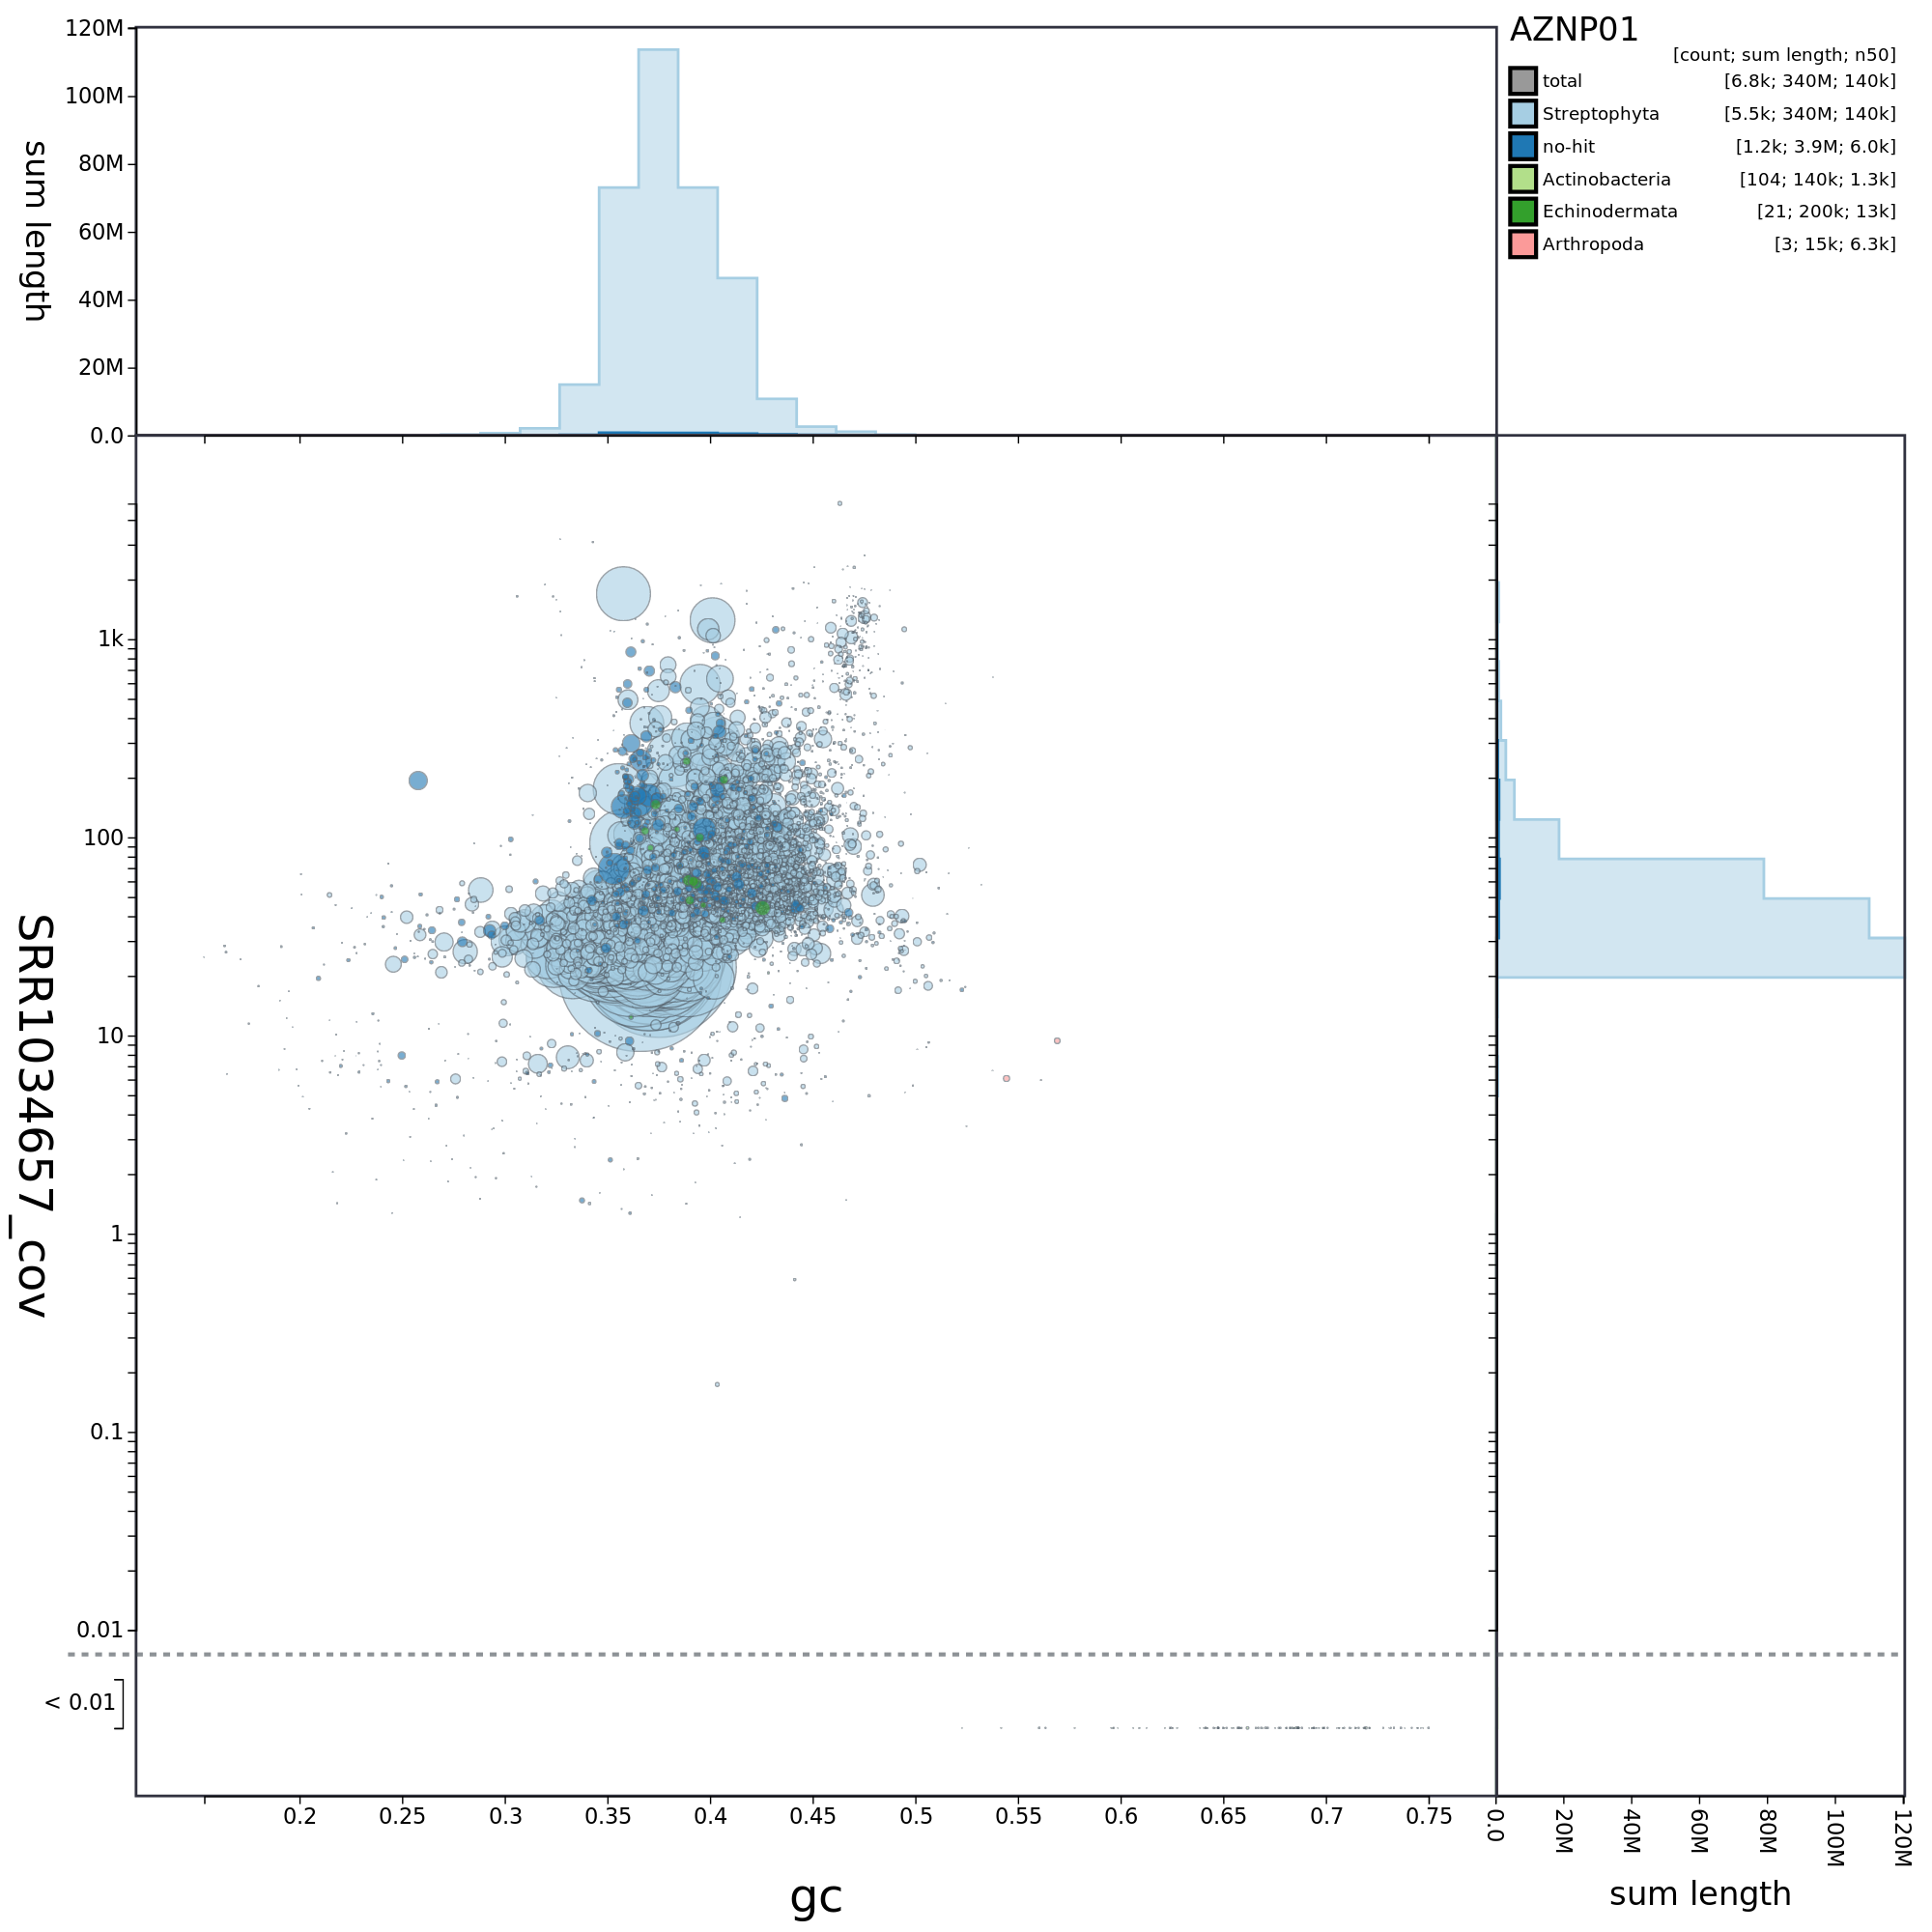 AZNP01
[count; sum length; n50]
total [6.8k; 340M; 140k]
Streptophyta [5.5k; 340M; 140k]
no-hit [1.2k; 3.9M; 6.0k]
Actinobacteria [104; 140k; 1.3k]
Echinodermata [21; 200k; 13k]
Arthropoda [3; 15k; 6.3k]
120M
100M
80M
60M
40M
20M
0.0
sum length
1k
100
10
1
0.1
0.01
< 0.01
SRR1034657_cov
0.2 0.25 0.3 0.35 0.4 0.45 0.5 0.55 0.6 0.65 0.7 0.75
gc
0.0 20M 40M 60M 80M 100M 120M
sum length